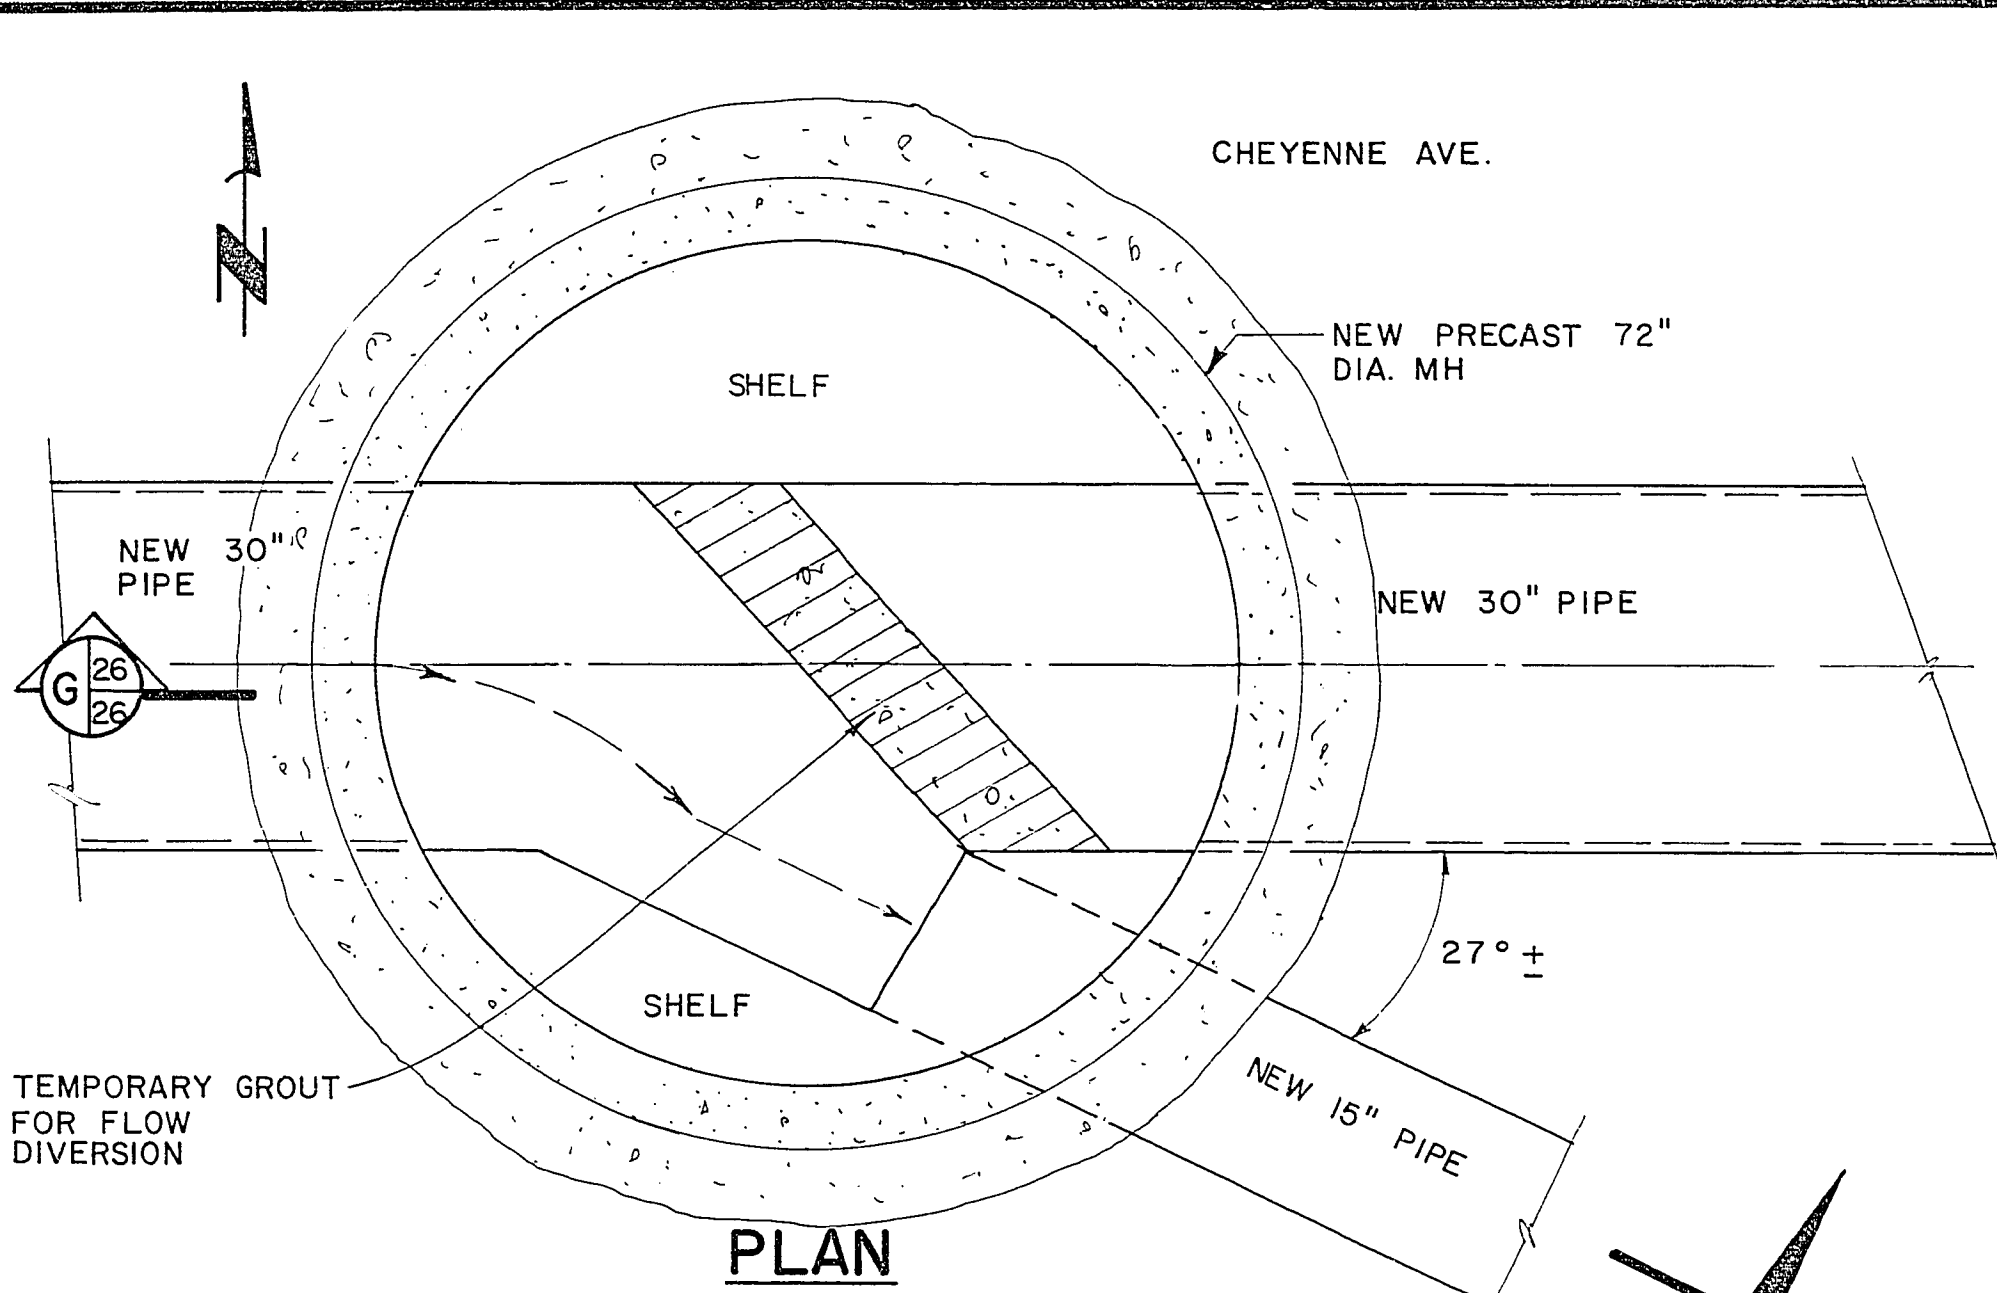 CHEYENNE AVE.
N
NEW PRECAST 72"
DIA. MH
SHELF
NEW 30"
PIPE
NEW 30" PIPE
G 26
26
27° ±
SHELF
NEW 15" PIPE
TEMPORARY GROUT
FOR FLOW
DIVERSION
PLAN